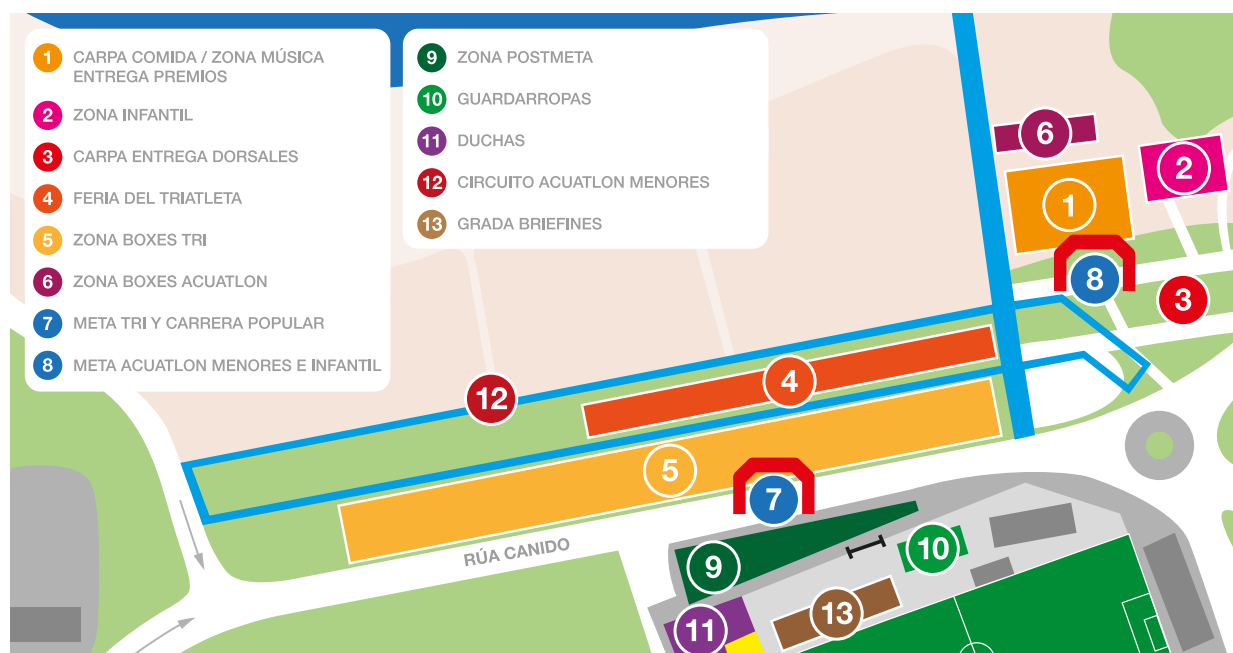 1 CARPA COMIDA / ZONA MÚSICA
ENTREGA PREMIOS
2 ZONA INFANTIL
3 CARPA ENTREGA DORSALES
4 FERIA DEL TRIATLETA
5 ZONA BOXES TRI
6 ZONA BOXES ACUATLON
7 META TRI Y CARRERA POPULAR
8 META ACUATLON MENORES E INFANTIL
9 ZONA POSTMETA
10 GUARDARROPAS
11 DUCHAS
12 CIRCUITO ACUATLON MENORES
13 GRADA BRIEFINES
6
2
1
8
3
4
12
5
7
RÚA CANIDO
10
9
13
11